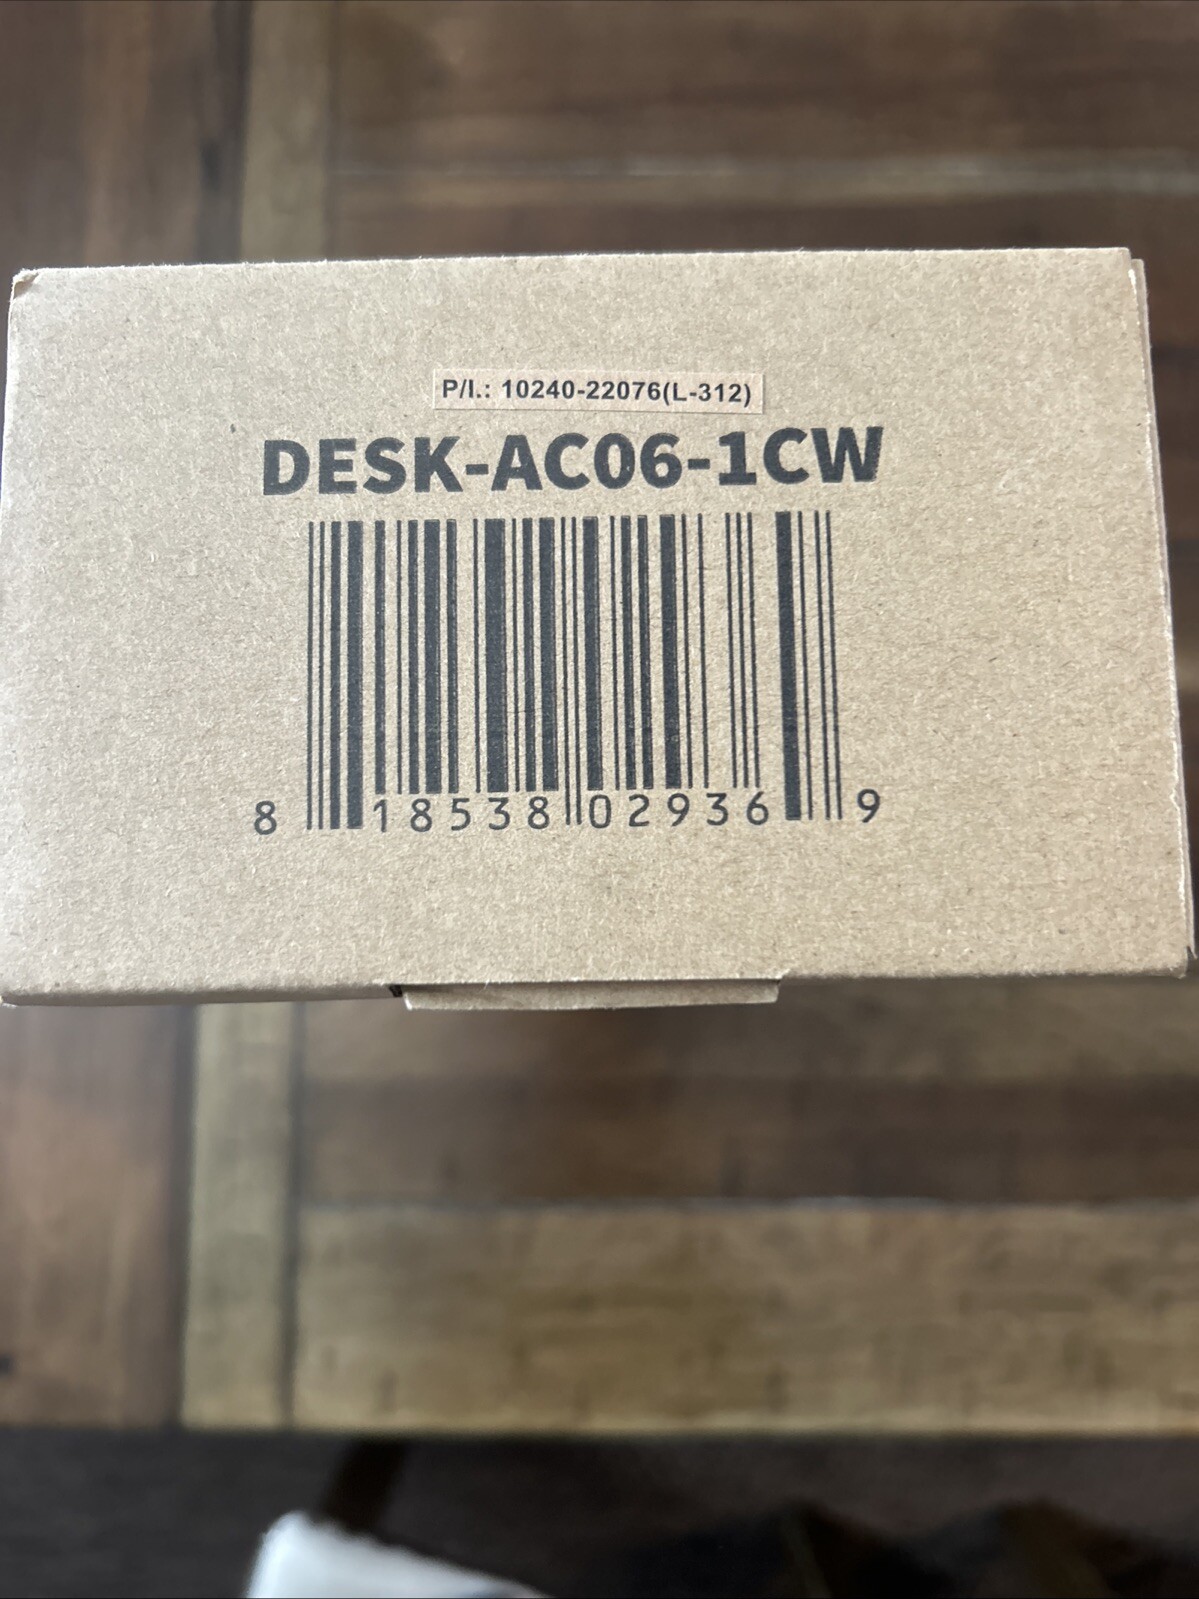 P/I.: 10240-22076(L-312)
DESK-AC06-1CW
8 18538 02936 9